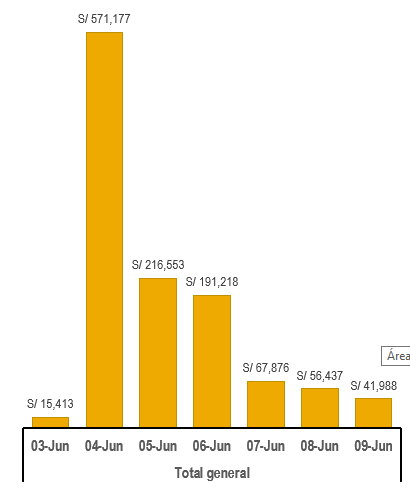 S/ 571,177
S/ 216,553
S/ 191,218
S/ 67,876
S/ 56,437
S/ 41,988
S/ 15,413
Área
03-Jun 04-Jun 05-Jun 06-Jun 07-Jun 08-Jun 09-Jun
Total general